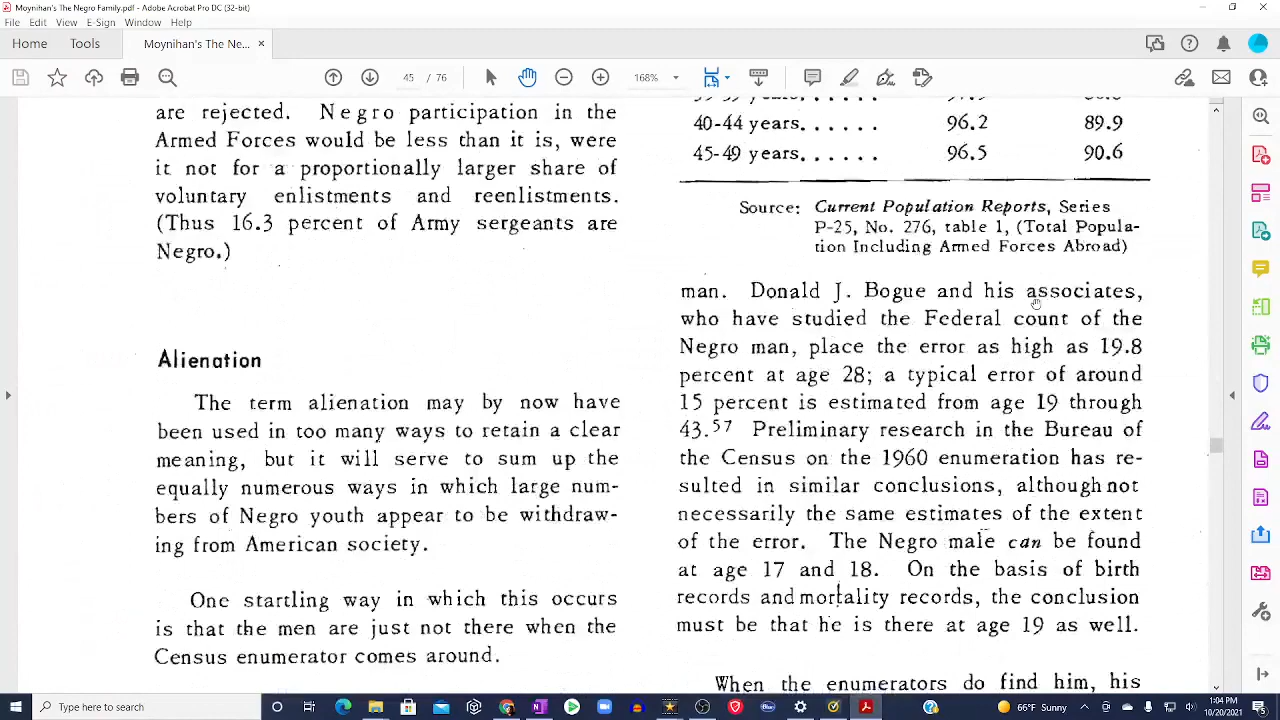 Moynihan's The Negro Family.pdf - Adobe Acrobat Pro DC (32-bit)
File Edit View E-Sign Window Help
Home Tools Moynihan's The Ne... ×
45 / 76 168%
are rejected. Negro participation in the
Armed Forces would be less than it is, were
it not for a proportionally larger share of
voluntary enlistments and reenlistments.
(Thus 16.3 percent of Army sergeants are
Negro.)
Alienation
The term alienation may by now have
been used in too many ways to retain a clear
meaning, but it will serve to sum up the
equally numerous ways in which large num-
bers of Negro youth appear to be withdraw-
ing from American society.
One startling way in which this occurs
is that the men are just not there when the
Census enumerator comes around.
40-44 years...... 96.2 89.9
45-49 years...... 96.5 90.6
Source: Current Population Reports, Series
P-25, No. 276, table 1, (Total Popula-
tion Including Armed Forces Abroad)
man. Donald J. Bogue and his associates,
who have studied the Federal count of the
Negro man, place the error as high as 19.8
percent at age 28; a typical error of around
15 percent is estimated from age 19 through
43.57 Preliminary research in the Bureau of
the Census on the 1960 enumeration has re-
sulted in similar conclusions, although not
necessarily the same estimates of the extent
of the error. The Negro male can be found
at age 17 and 18. On the basis of birth
records and mortality records, the conclusion
must be that he is there at age 19 as well.
When the enumerators do find him, his
Type here to search
66°F Sunny
1:04 PM
10/20/2021